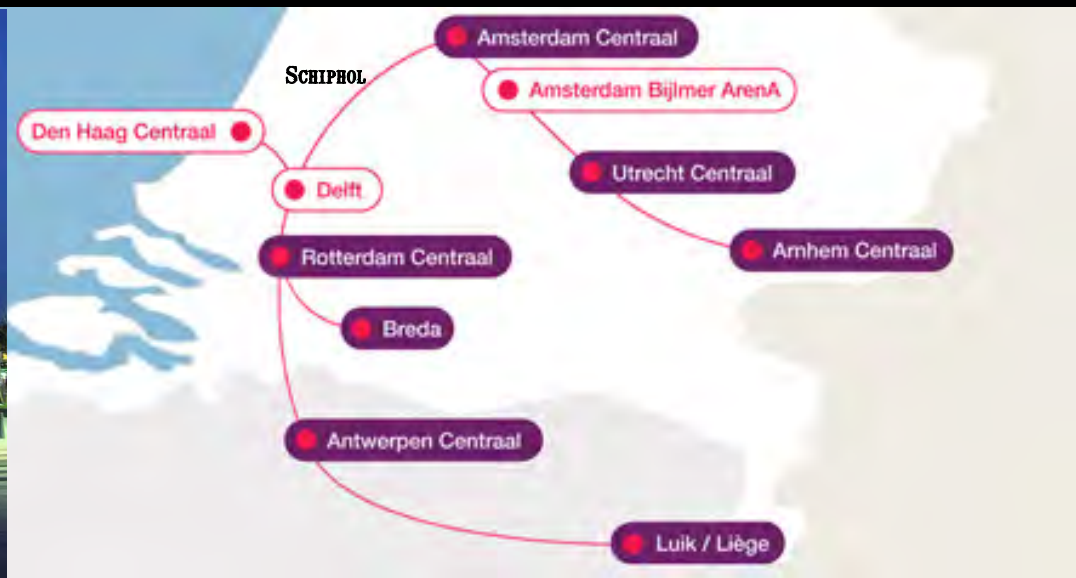 Amsterdam Centraal
SCHIPHOL
Amsterdam Bijlmer ArenA
Den Haag Centraal
Utrecht Centraal
Delft
Arnhem Centraal
Rotterdam Centraal
Breda
Antwerpen Centraal
Luik / Liège